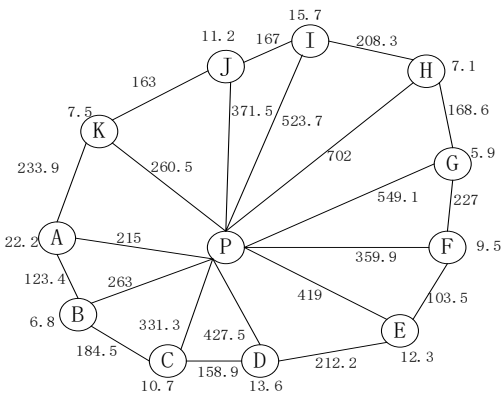 15.7
11.2
167
I
208.3
J
H
7.1
163
371.5
7.5
523.7
168.6
K
702
5.9
233.9
260.5
G
549.1
227
22.2
A
215
P
F
9.5
359.9
123.4
263
419
103.5
6.8
B
331.3
427.5
E
184.5
C
D
212.2
12.3
158.9
10.7
13.6